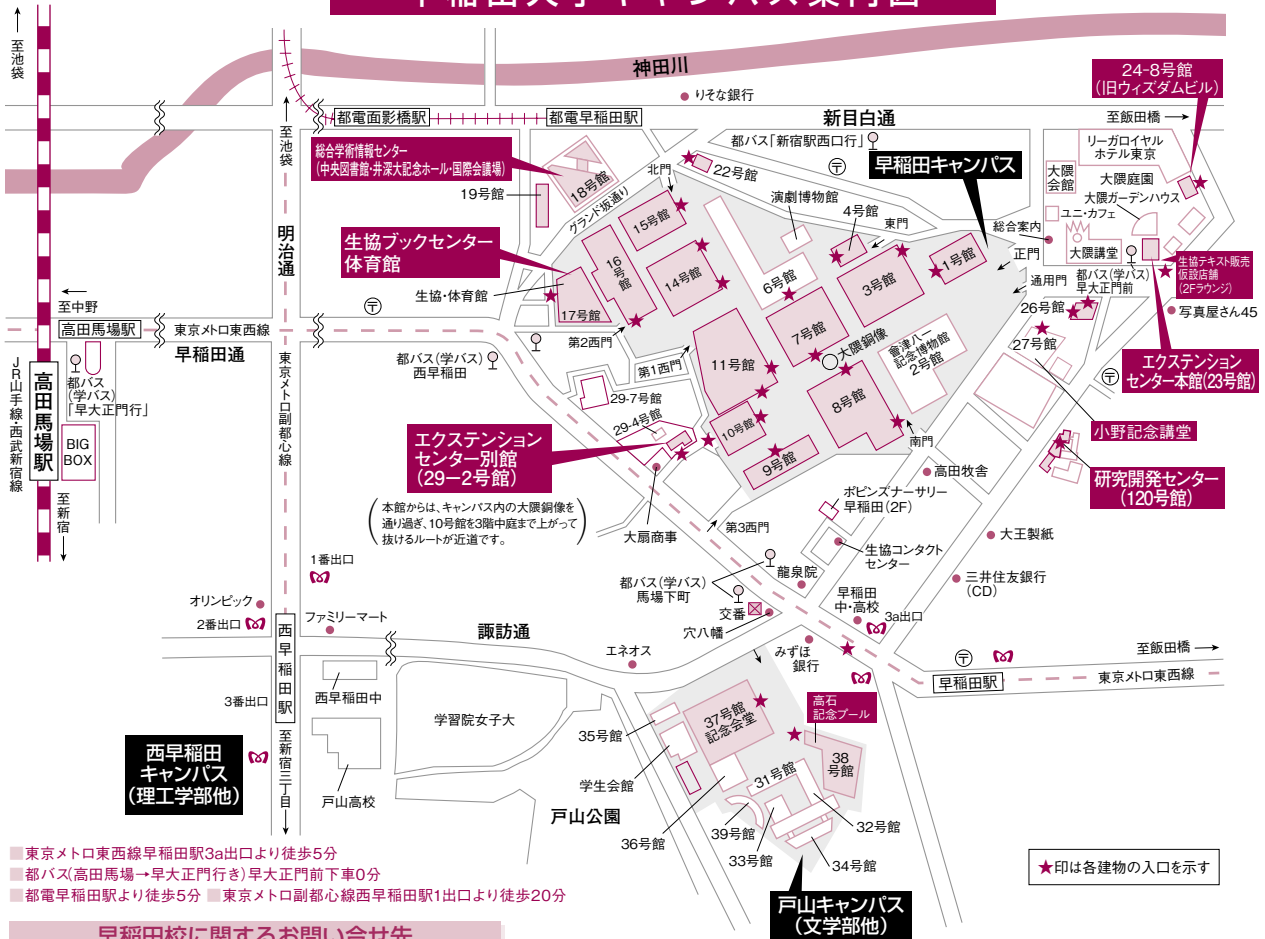 早稲田大学キャンパス案内図
至池袋
至池袋
神田川
りそな銀行
24-8号館
(旧ウィズダムビル)
都電面影橋駅
都電早稲田駅
新目白通
至飯田橋
都バス「新宿駅西口行」
〒
早稲田キャンパス
リーガロイヤル
ホテル東京
大隈
会館
大隈庭園
大隈ガーデンハウス
ユニ・カフェ
総合案内
大隈講堂
総合学術情報センター
(中央図書館・井深大記念ホール・国際会議場)
18号館
19号館
グランド坂通り
北門
22号館
演劇博物館
4号館
東門
正門
通用門
都バス(学バス)
早大正門前
生協テキスト販売
仮設店舗
(2Fラウンジ)
写真屋さん45
明治通
生協ブックセンター
体育館
生協・体育館
15号館
16号館
14号館
17号館
6号館
3号館
1号館
7号館
大隈銅像
會津八一
記念博物館
2号館
26号館
27号館
エクステンション
センター本館(23号館)
至中野
〒
高田馬場駅
東京メトロ東西線
早稲田通
第2西門
第1西門
都バス(学バス)
西早稲田
11号館
8号館
10号館
9号館
29-7号館
29-4号館
南門
〒
小野記念講堂
JR山手線・西武新宿線
高田馬場駅
都バス
(学バス)
「早大正門行」
BIG
BOX
至新宿
東京メトロ副都心線
エクステンション
センター別館
(29ー2号館)
本館からは、キャンパス内の大隈銅像を
通り過ぎ、10号館を3階中庭まで上がって
抜けるルートが近道です。
大扇商事
第3西門
高田牧舎
研究開発センター
(120号館)
ポピンズナーサリー
早稲田(2F)
生協コンタクト
センター
大王製紙
三井住友銀行
(CD)
1番出口
都バス(学バス)
馬場下町
龍泉院
交番
穴八幡
早稲田
中・高校
3a出口
オリンピック
2番出口
ファミリーマート
諏訪通
エネオス
みずほ
銀行
〒
至飯田橋
早稲田駅
東京メトロ東西線
西早稲田駅
西早稲田中
3番出口
学習院女子大
37号館
記念会堂
高石
記念プール
35号館
38
号館
31号館
学生会館
西早稲田
キャンパス
(理工学部他)
至新宿三丁目
戸山高校
戸山公園
36号館
39号館
33号館
32号館
34号館
戸山キャンパス
(文学部他)
東京メトロ東西線早稲田駅3a出口より徒歩5分
都バス(高田馬場→早大正門行き)早大正門前下車0分
都電早稲田駅より徒歩5分 東京メトロ副都心線西早稲田駅1出口より徒歩20分
★印は各建物の入口を示す
早稲田校に関するお問い合せ先